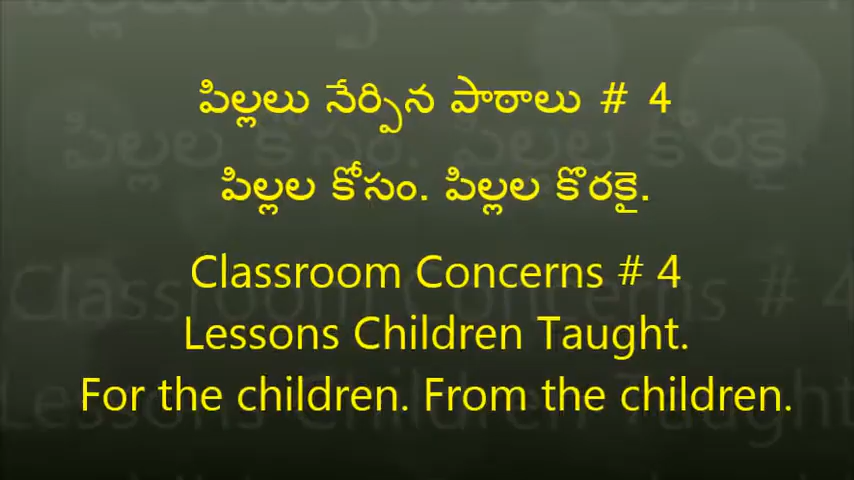 పిల్లలు నేర్పిన పాఠాలు # 4
పిల్లల కోసం. పిల్లల కొరకై.
Classroom Concerns # 4
Lessons Children Taught.
For the children. From the children.